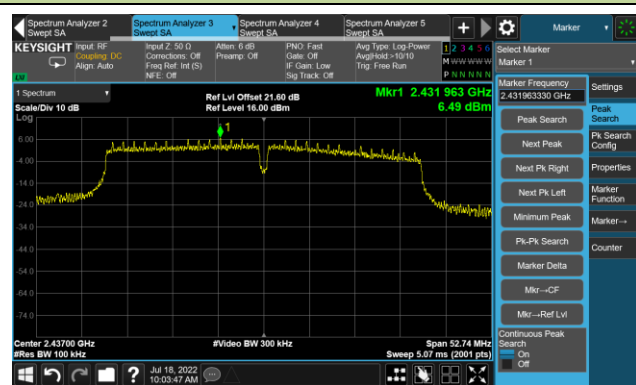 Spectrum Analyzer 2
Swept SA
Spectrum Analyzer 3
Swept SA
Spectrum Analyzer 4
Swept SA
Spectrum Analyzer 5
Swept SA
Marker
KEYSIGHT
Input: RF
Coupling: DC
Align: Auto
Input Z: 50 Ω
Corrections: Off
Freq Ref: Int (S)
NFE: Off
Atten: 6 dB
Preamp: Off
PNO: Fast
Gate: Off
IF Gain: Low
Sig Track: Off
Avg Type: Log-Power
Avg|Hold:>10/10
Trig: Free Run
1 2 3 4 5 6
M W W W W W
P N N N N N
Select Marker
Marker 1
LW
1 Spectrum
Scale/Div 10 dB
Log
Ref Lvl Offset 21.60 dB
Ref Level 16.00 dBm
Mkr1 2.431 963 GHz
6.49 dBm
1
6.00
-4.00
-14.0
-24.0
-34.0
-44.0
-54.0
-64.0
-74.0
Center 2.43700 GHz
#Res BW 100 kHz
#Video BW 300 kHz
Span 52.74 MHz
Sweep 5.07 ms (2001 pts)
Marker Frequency
2.431963330 GHz
Peak Search
Next Peak
Next Pk Right
Next Pk Left
Minimum Peak
Pk-Pk Search
Marker Delta
Mkr→CF
Mkr→Ref Lvl
Continuous Peak
Search
On
Off
Settings
Peak
Search
Pk Search
Config
Properties
Marker
Function
Marker→
Counter
Jul 18, 2022
10:03:47 AM